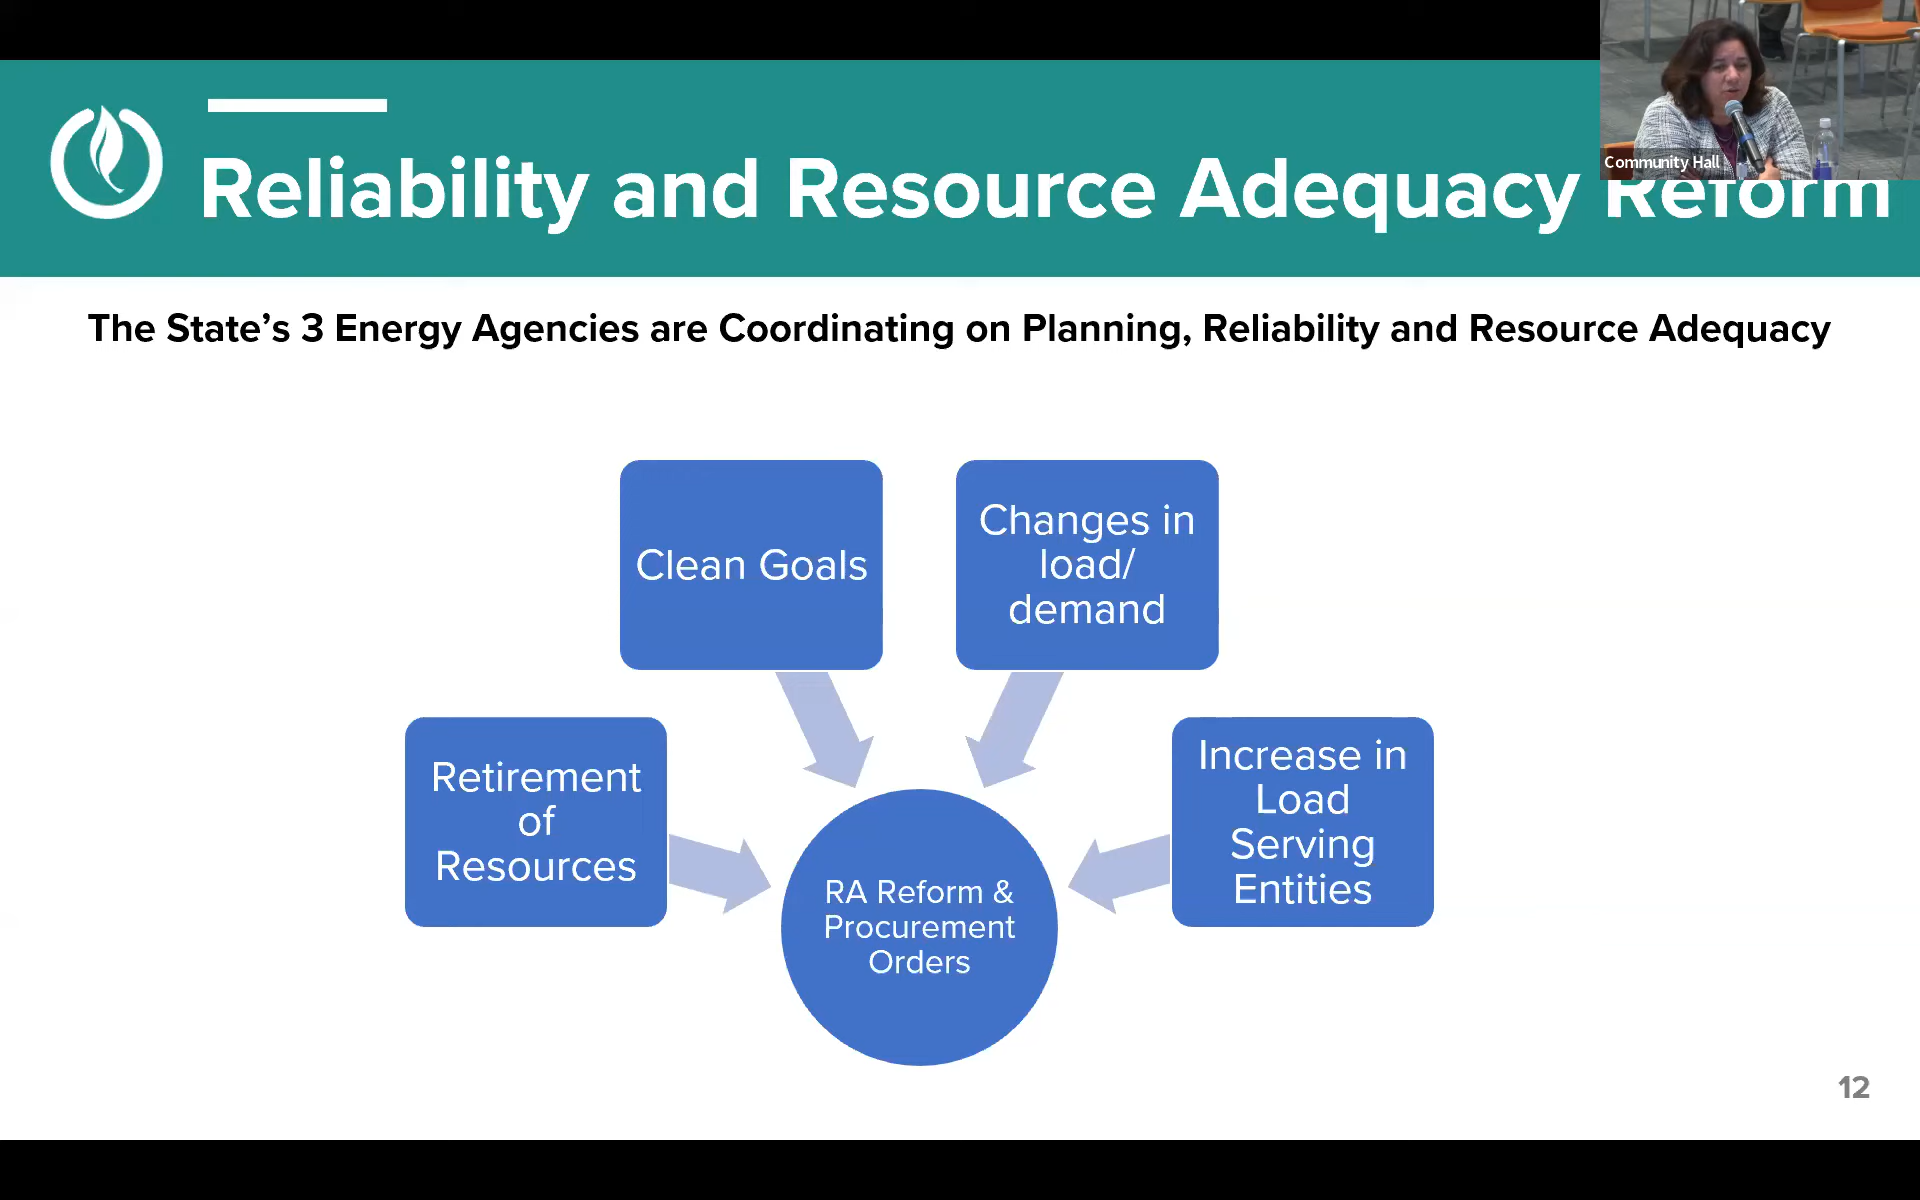 Community Hall
Reliability and Resource Adequacy Reform
The State’s 3 Energy Agencies are Coordinating on Planning, Reliability and Resource Adequacy
Clean Goals
Changes in
load/
demand
Retirement
of
Resources
Increase in
Load
Serving
Entities
RA Reform &
Procurement
Orders
12